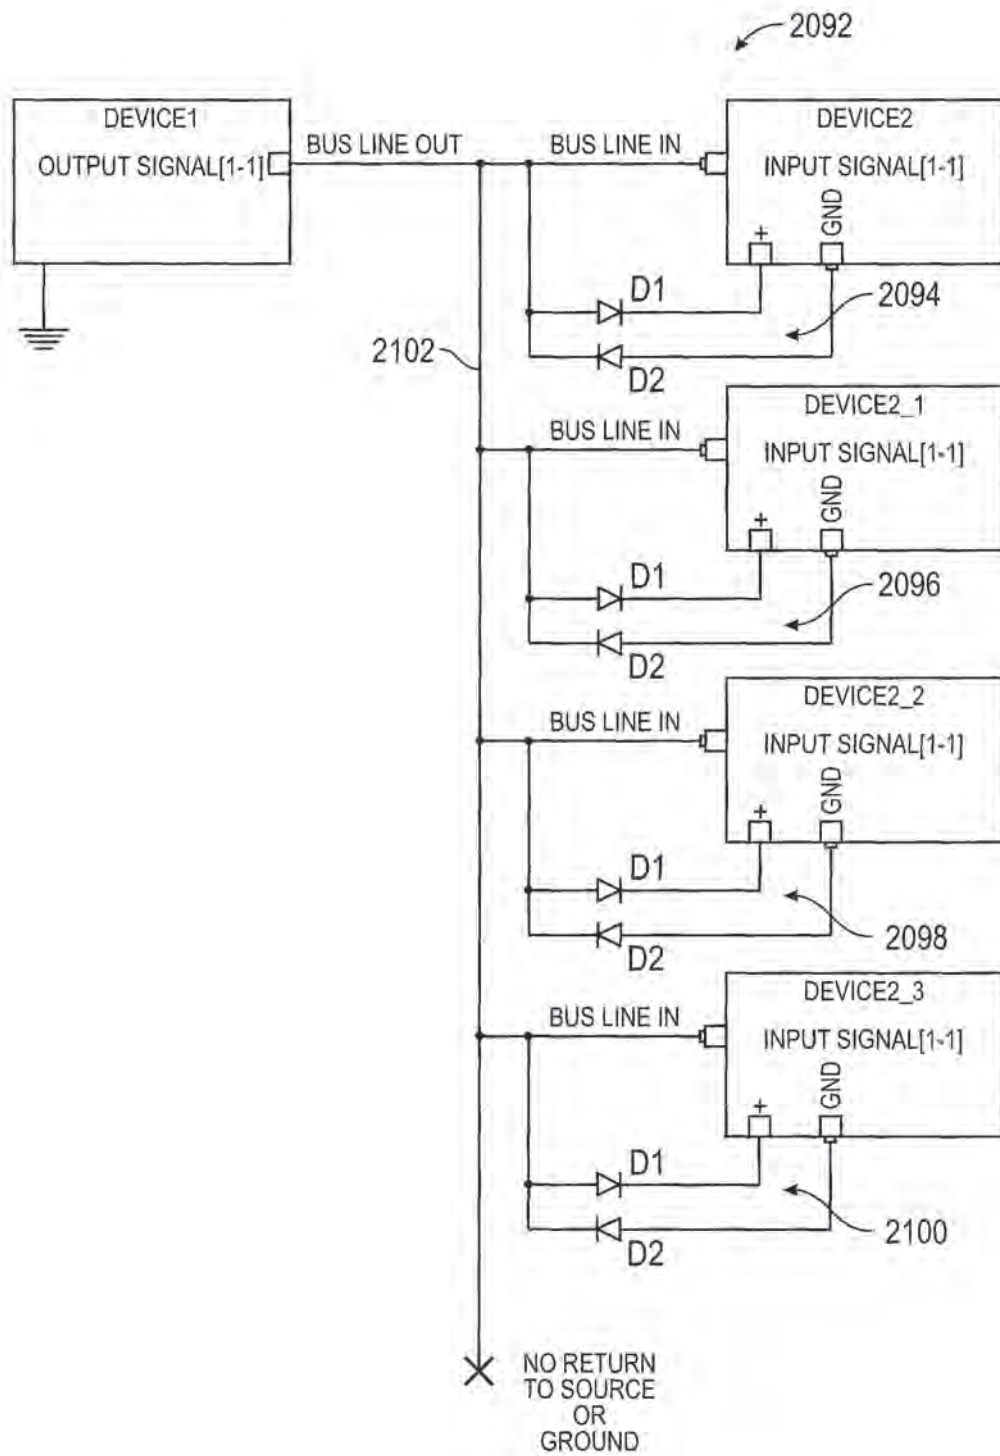 2092
DEVICE1
OUTPUT SIGNAL[1-1]
BUS LINE OUT
BUS LINE IN
DEVICE2
INPUT SIGNAL[1-1]
+
GND
D1
D2
2094
2102
BUS LINE IN
DEVICE2_1
INPUT SIGNAL[1-1]
+
GND
D1
D2
2096
BUS LINE IN
DEVICE2_2
INPUT SIGNAL[1-1]
+
GND
D1
D2
2098
BUS LINE IN
DEVICE2_3
INPUT SIGNAL[1-1]
+
GND
D1
D2
2100
NO RETURN
TO SOURCE
OR
GROUND